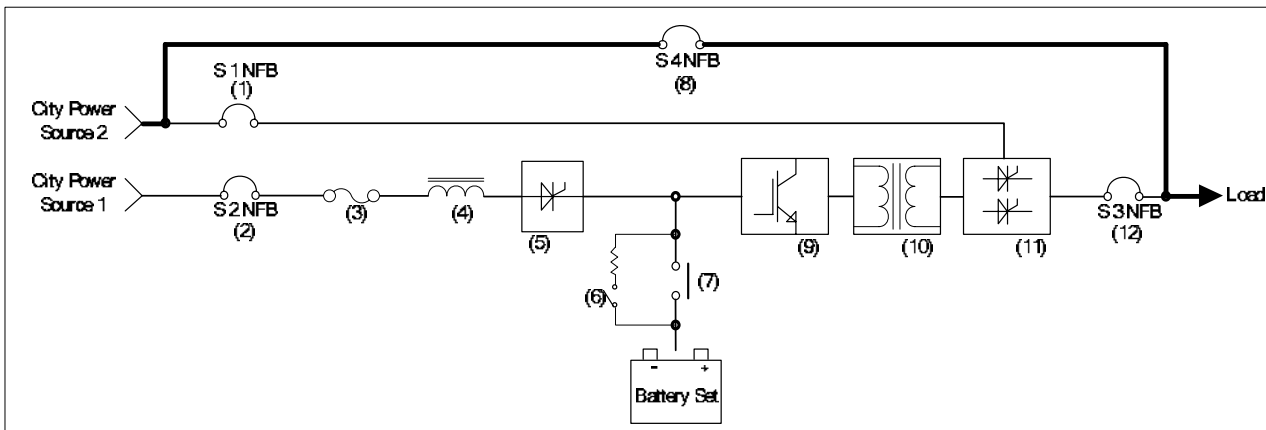 S4NFB
(8)
S1NFB
(1)
City Power
Source 2
City Power
Source 1
S2NFB
(2)
(3)
(4)
(5)
(6)
(7)
(9)
(10)
(11)
S3NFB
(12)
Load
- +
Battery Set